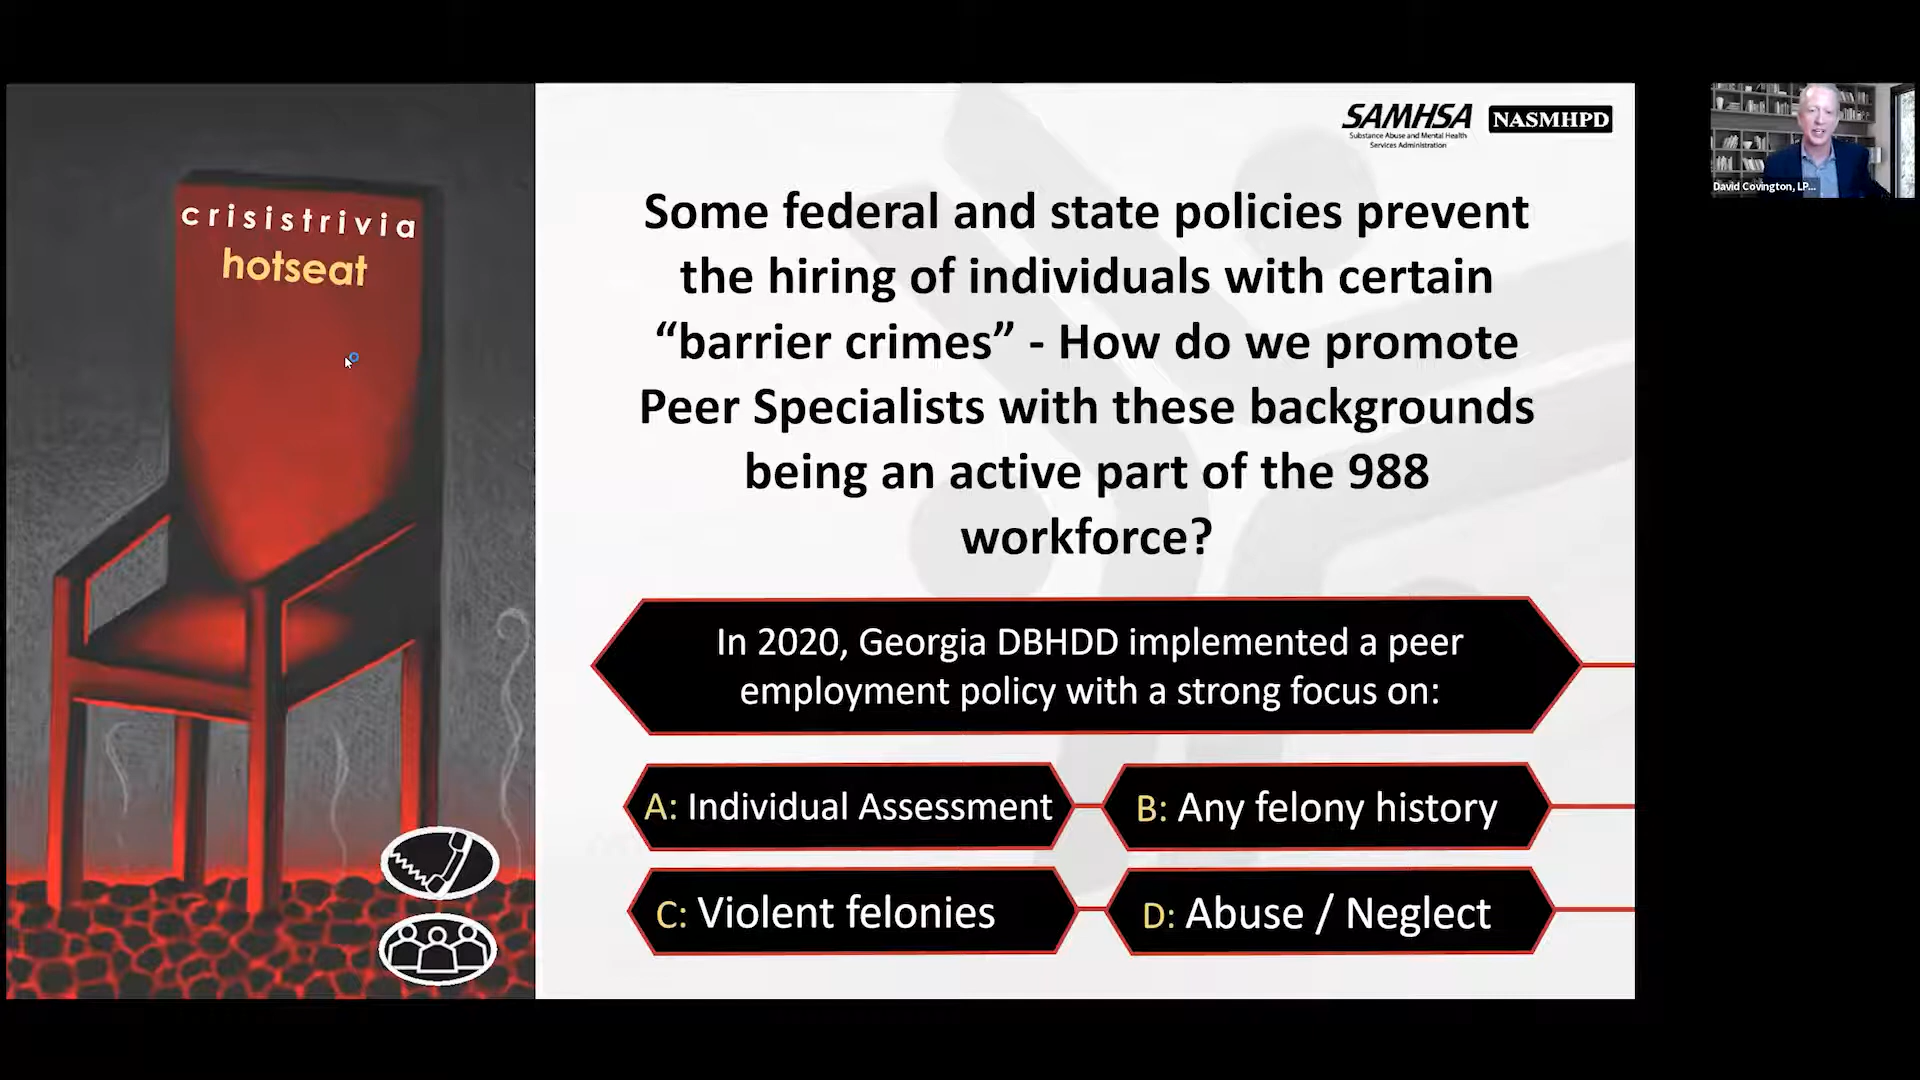 crisistrivia
hotseat
SAMHSA
Substance Abuse and Mental Health
Services Administration
NASMHPD
Some federal and state policies prevent
the hiring of individuals with certain
“barrier crimes” - How do we promote
Peer Specialists with these backgrounds
being an active part of the 988
workforce?
In 2020, Georgia DBHDD implemented a peer
employment policy with a strong focus on:
A: Individual Assessment
B: Any felony history
C: Violent felonies
D: Abuse / Neglect
David Covington, LP...